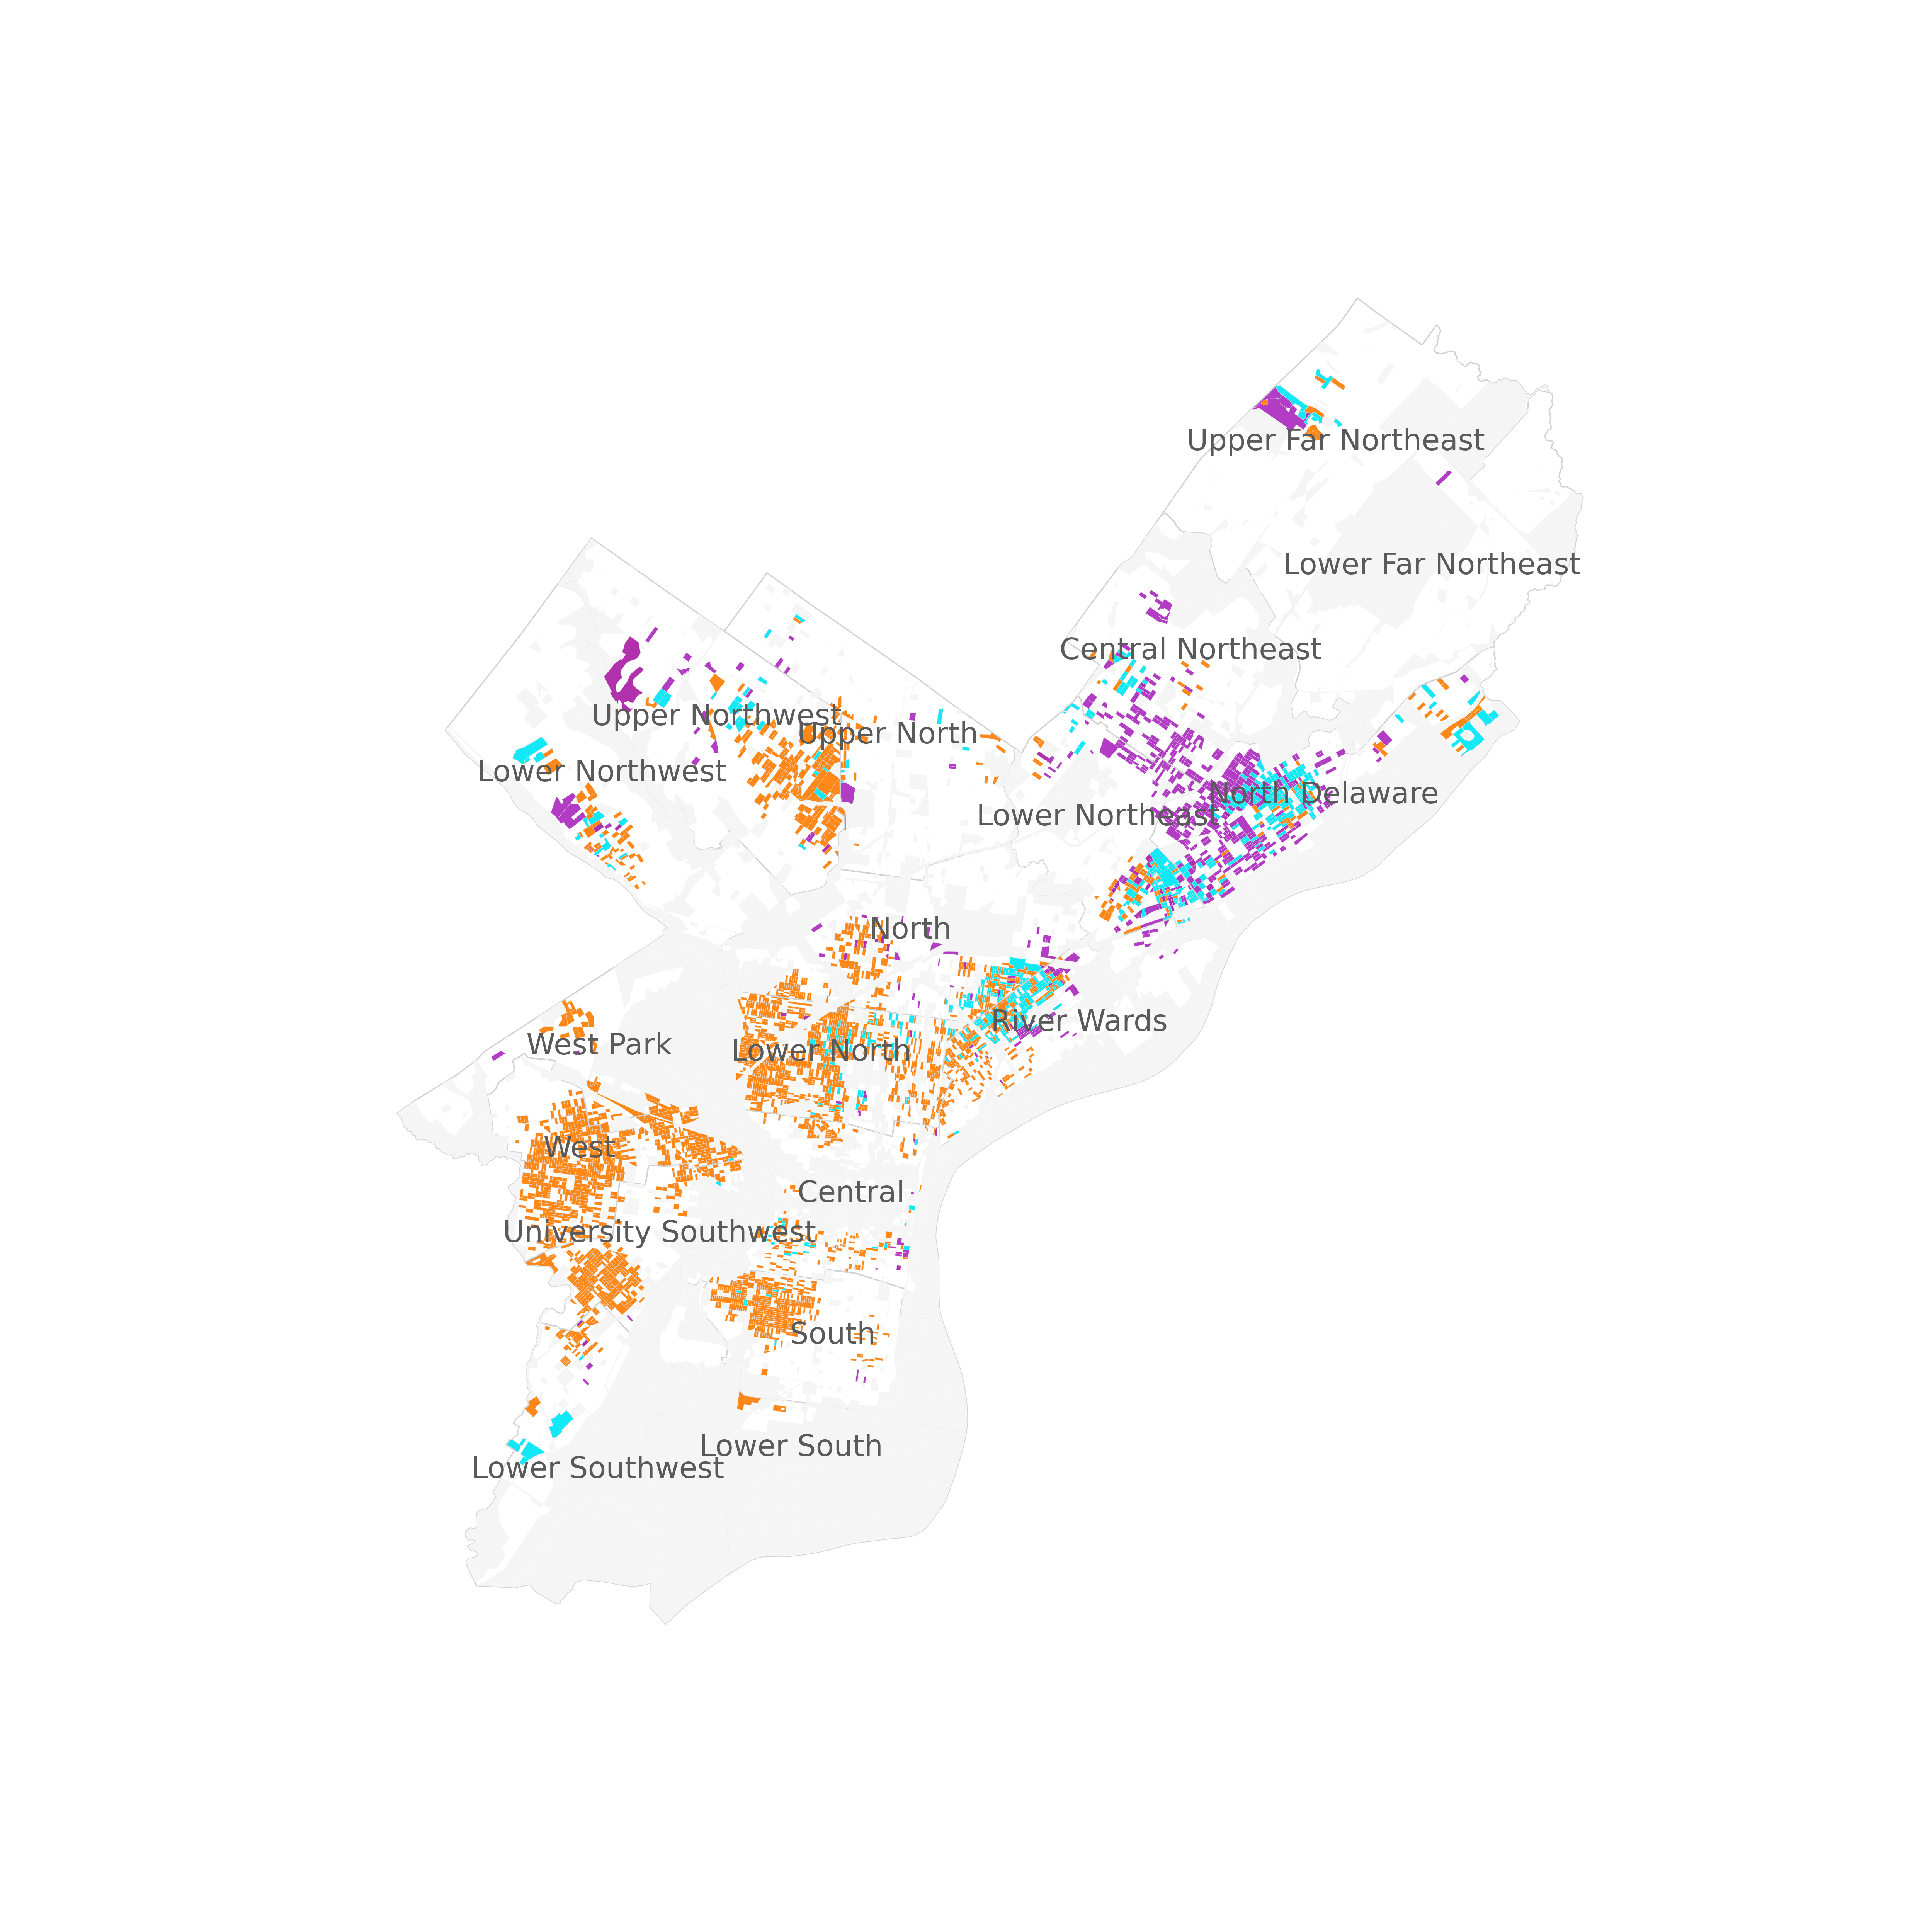 Upper Far Northeast
Lower Far Northeast
Central Northeast
Upper Northwest
Upper North
Lower Northwest
North Delaware
Lower Northeast
North
River Wards
West Park
Lower North
West
Central
University Southwest
South
Lower South
Lower Southwest